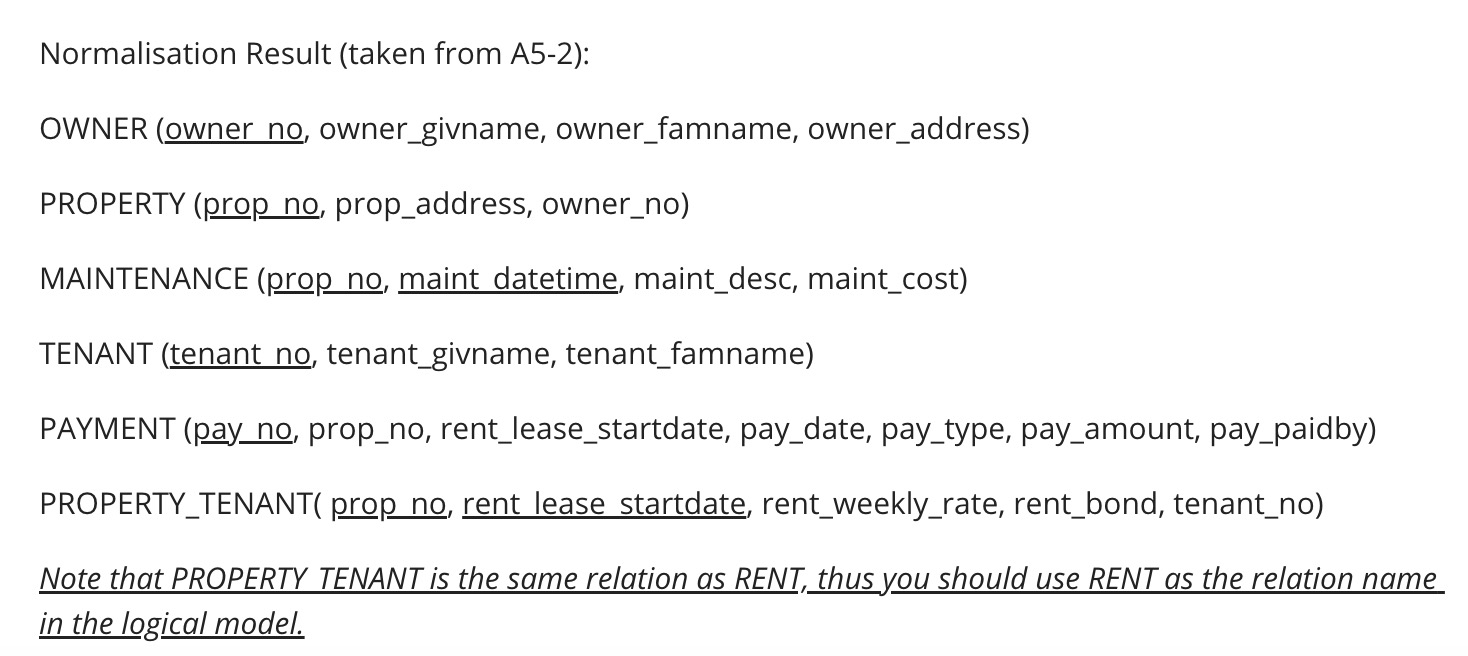 Normalisation Result (taken from A5-2):
OWNER (owner_no, owner_givname, owner_famname, owner_address)
PROPERTY (prop_no, prop_address, owner_no)
MAINTENANCE (prop_no, maint_datetime, maint_desc, maint_cost)
TENANT (tenant_no, tenant_givname, tenant_famname)
PAYMENT (pay_no, prop_no, rent_lease_startdate, pay_date, pay_type, pay_amount, pay_paidby)
PROPERTY_TENANT( prop_no, rent_lease_startdate, rent_weekly_rate, rent_bond, tenant_no)
Note that PROPERTY_TENANT is the same relation as RENT, thus you should use RENT as the relation name
in the logical model.